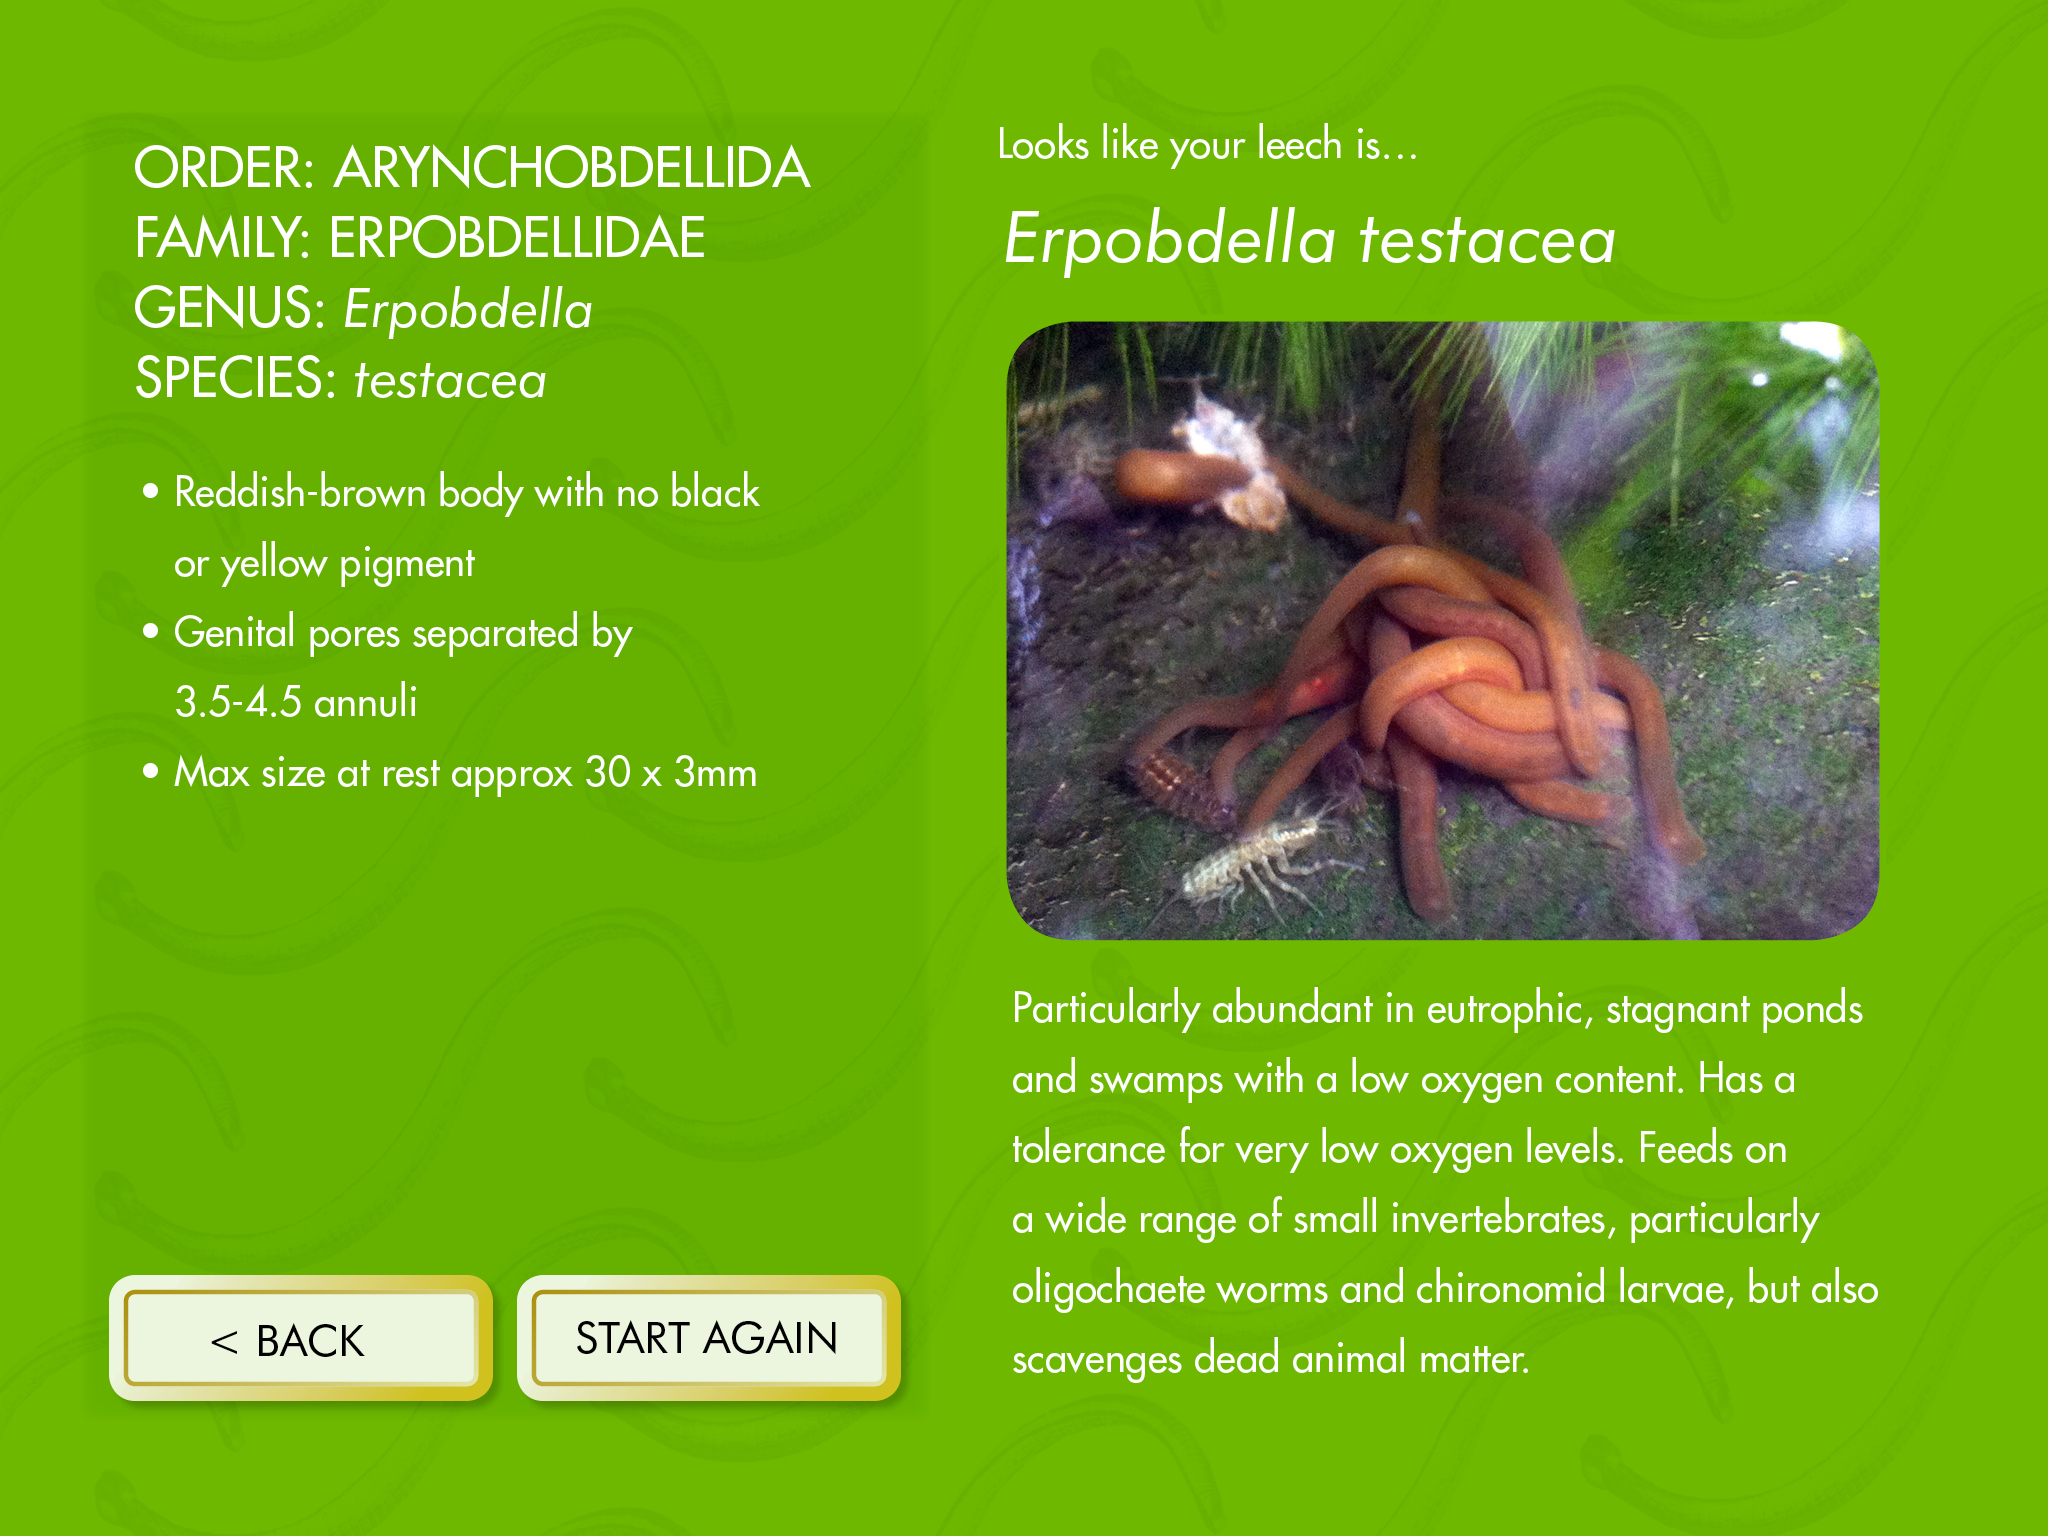 ORDER: ARYNCHOBDELLIDA
FAMILY: ERPOBDELLIDAE
GENUS: Erpobdella
SPECIES: testacea
• Reddish-brown body with no black
or yellow pigment
• Genital pores separated by
3.5-4.5 annuli
• Max size at rest approx 30 x 3mm
< BACK
START AGAIN
Looks like your leech is...
Erpobdella testacea
Particularly abundant in eutrophic, stagnant ponds
and swamps with a low oxygen content. Has a
tolerance for very low oxygen levels. Feeds on
a wide range of small invertebrates, particularly
oligochaete worms and chironomid larvae, but also
scavenges dead animal matter.